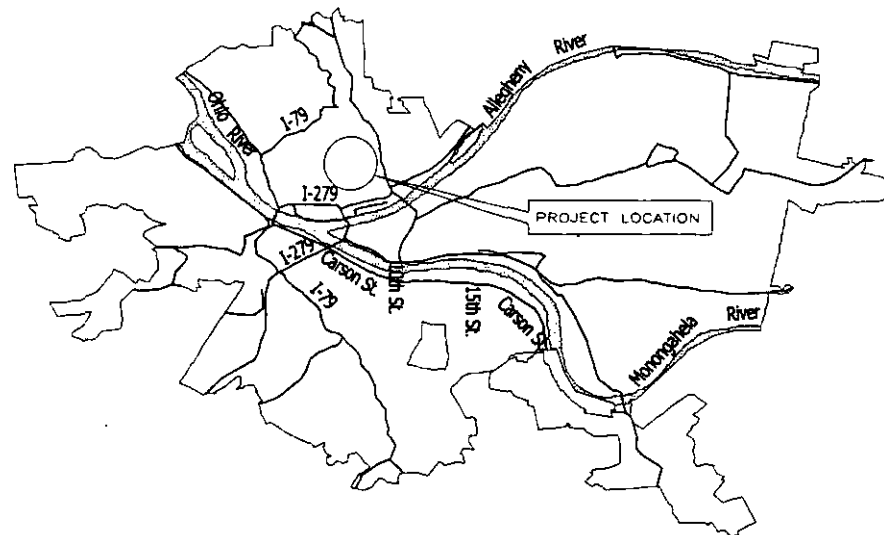 Allegheny River
Ohio River
I-79
I-279
PROJECT LOCATION
I-279
Carson St.
10th St.
I-79
15th St.
Carson St.
Monongahela River